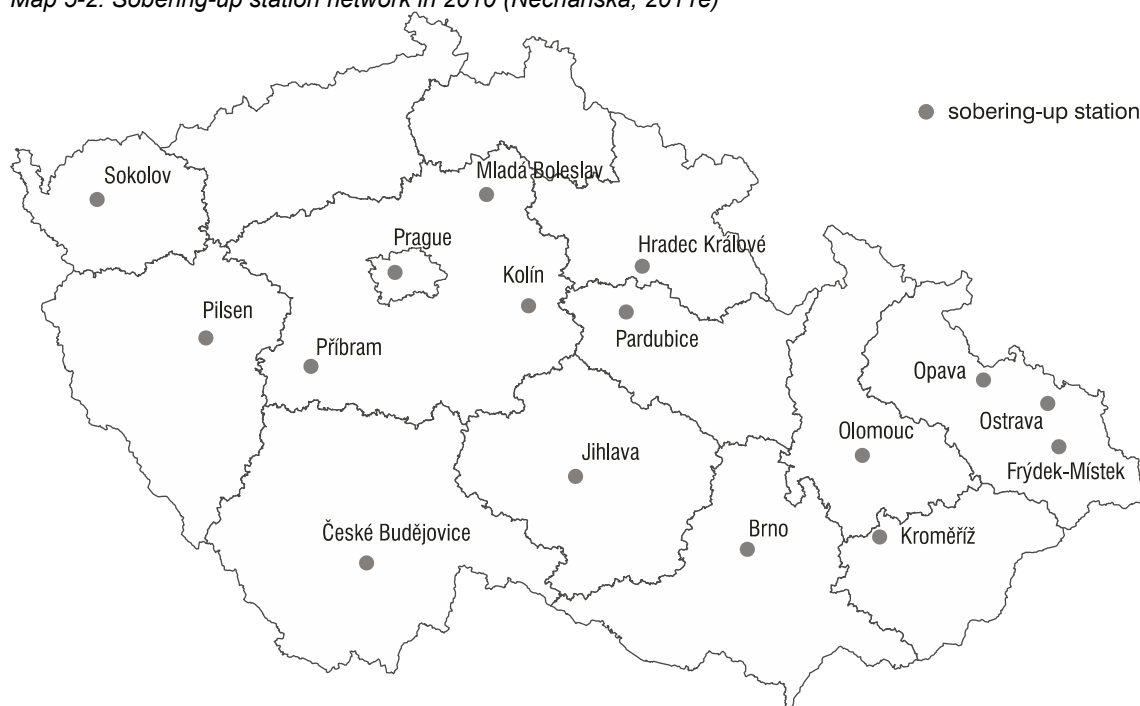 Map 5-2: Sobering-up station network in 2010 (Nechanská, 2011e)
sobering-up station
Sokolov
Mladá Boleslav
Prague
Hradec Králové
Kolín
Pilsen
Pardubice
Příbram
Opava
Ostrava
Olomouc
Jihlava
Frýdek-Místek
České Budějovice
Brno
Kroměříž